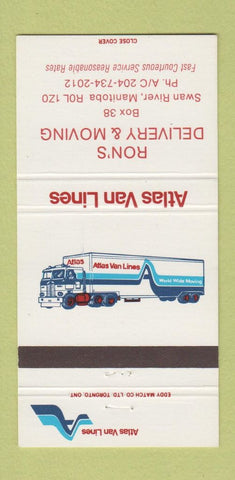 CLOSE COVER
RON'S
DELIVERY & MOVING
Box 38
Swan River, Manitoba R0L 1Z0
Ph. A/C 204-734-2012
Fast Courteous Service Reasonable Rates
Atlas Van Lines
Atlas
Atlas Van Lines
World Wide Moving
EDDY MATCH CO. LTD. TORONTO, ONT.
Atlas Van Lines